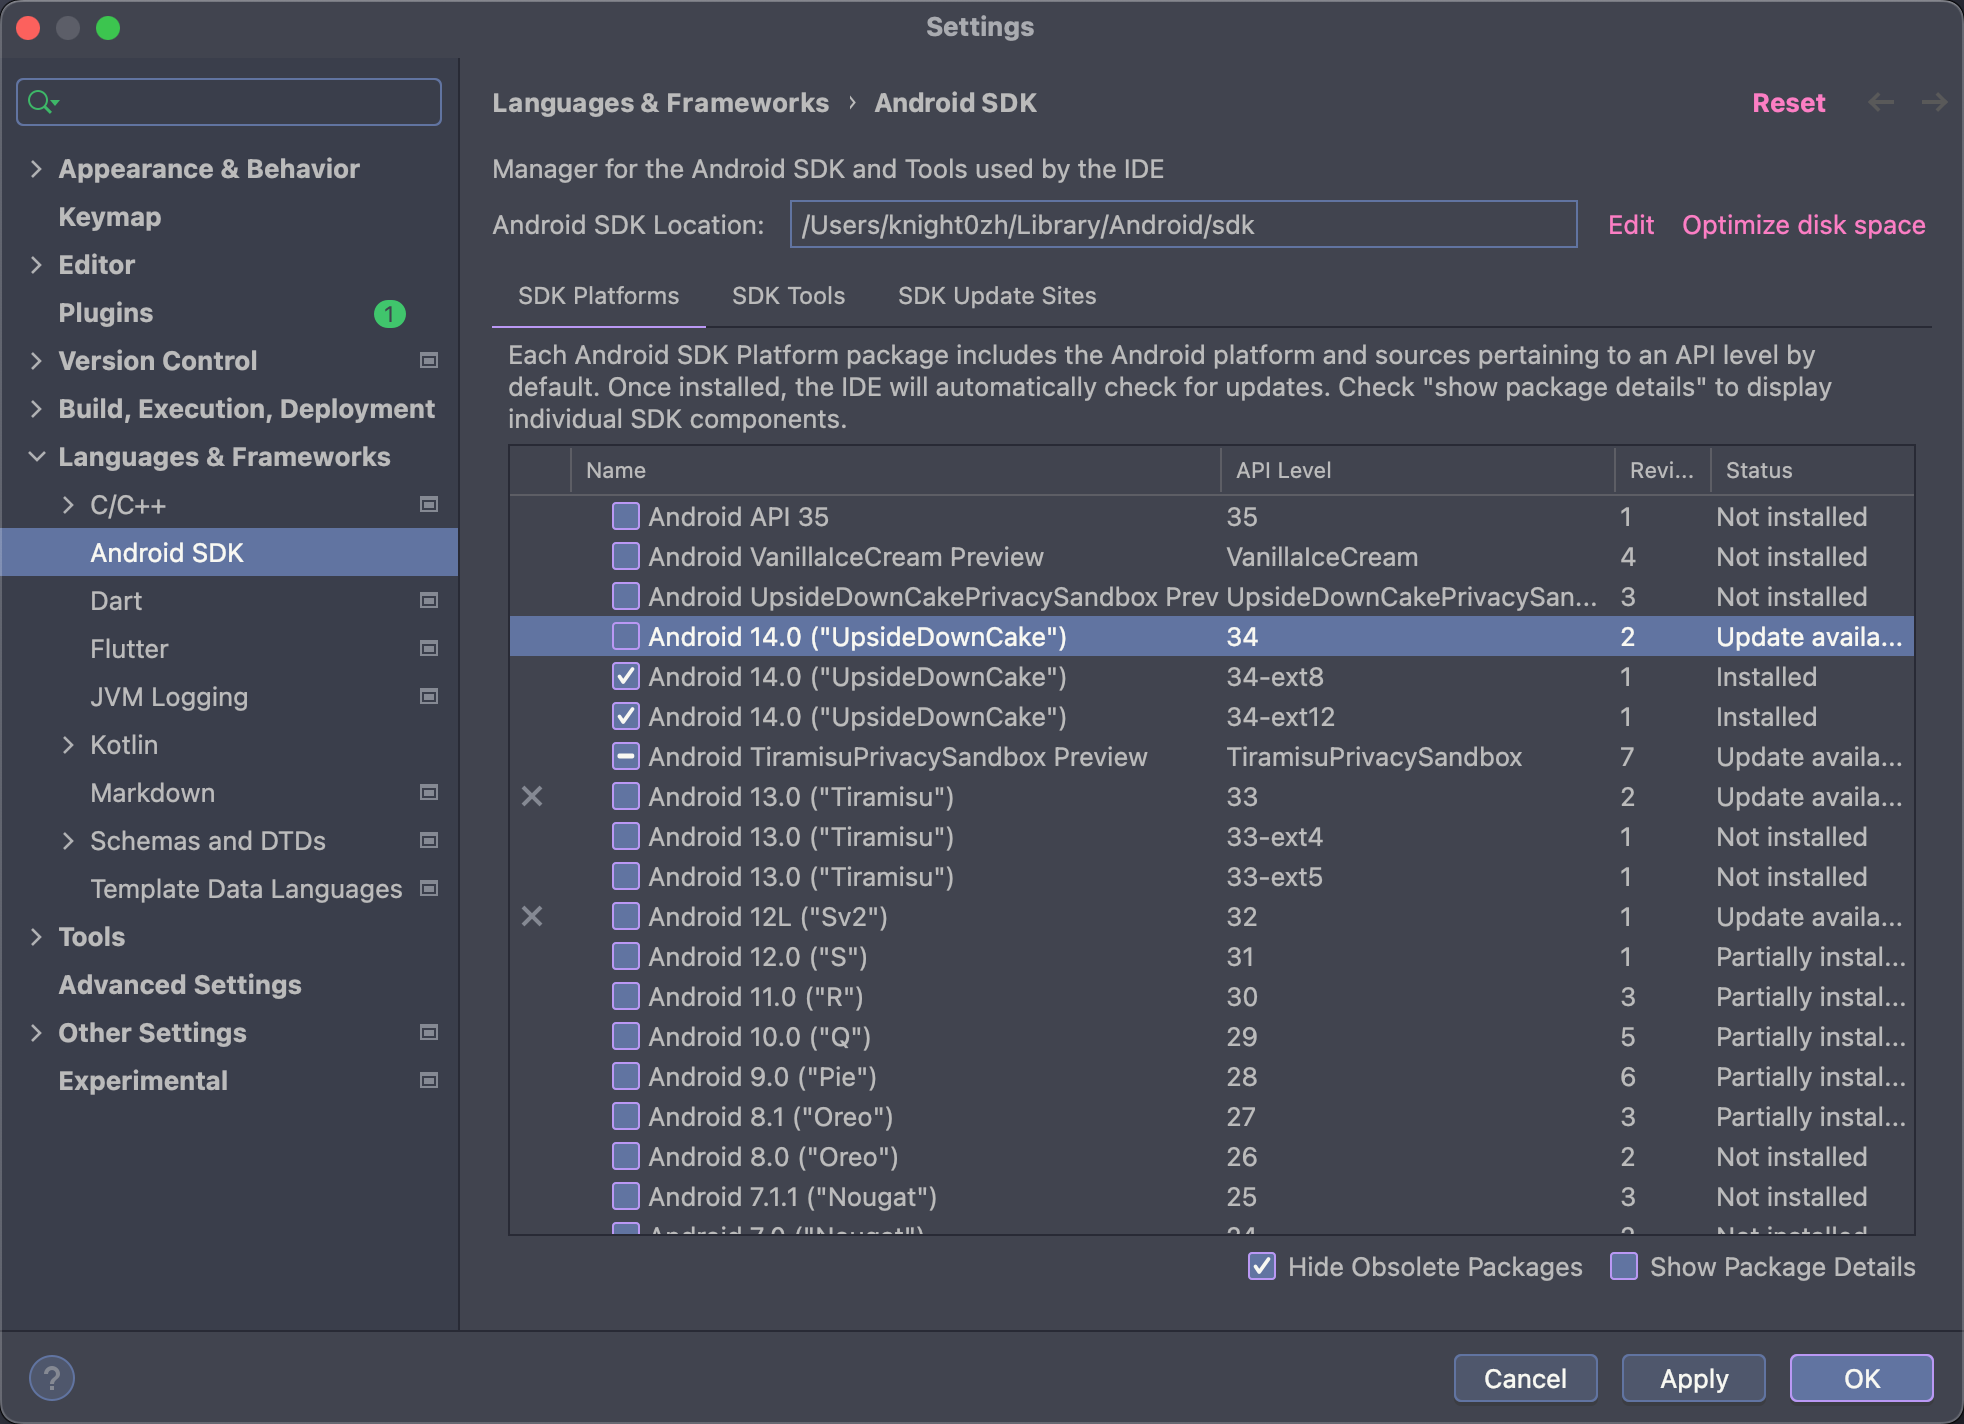 Settings
Appearance & Behavior
Keymap
Editor
Plugins 1
Version Control
Build, Execution, Deployment
Languages & Frameworks
C/C++
Android SDK
Dart
Flutter
JVM Logging
Kotlin
Markdown
Schemas and DTDs
Template Data Languages
Tools
Advanced Settings
Other Settings
Experimental
Languages & Frameworks › Android SDK Reset
Manager for the Android SDK and Tools used by the IDE
Android SDK Location: /Users/knight0zh/Library/Android/sdk Edit Optimize disk space
SDK Platforms SDK Tools SDK Update Sites
Each Android SDK Platform package includes the Android platform and sources pertaining to an API level by
default. Once installed, the IDE will automatically check for updates. Check "show package details" to display
individual SDK components.
Name API Level Revi... Status
Android API 35 35 1 Not installed
Android VanillaIceCream Preview VanillaIceCream 4 Not installed
Android UpsideDownCakePrivacySandbox Prev UpsideDownCakePrivacySan... 3 Not installed
Android 14.0 ("UpsideDownCake") 34 2 Update availa...
Android 14.0 ("UpsideDownCake") 34-ext8 1 Installed
Android 14.0 ("UpsideDownCake") 34-ext12 1 Installed
Android TiramisuPrivacySandbox Preview TiramisuPrivacySandbox 7 Update availa...
Android 13.0 ("Tiramisu") 33 2 Update availa...
Android 13.0 ("Tiramisu") 33-ext4 1 Not installed
Android 13.0 ("Tiramisu") 33-ext5 1 Not installed
Android 12L ("Sv2") 32 1 Update availa...
Android 12.0 ("S") 31 1 Partially instal...
Android 11.0 ("R") 30 3 Partially instal...
Android 10.0 ("Q") 29 5 Partially instal...
Android 9.0 ("Pie") 28 6 Partially instal...
Android 8.1 ("Oreo") 27 3 Partially instal...
Android 8.0 ("Oreo") 26 2 Not installed
Android 7.1.1 ("Nougat") 25 3 Not installed
Android 7.0 ("Nougat") 24 2 Not installed
Hide Obsolete Packages Show Package Details
? Cancel Apply OK